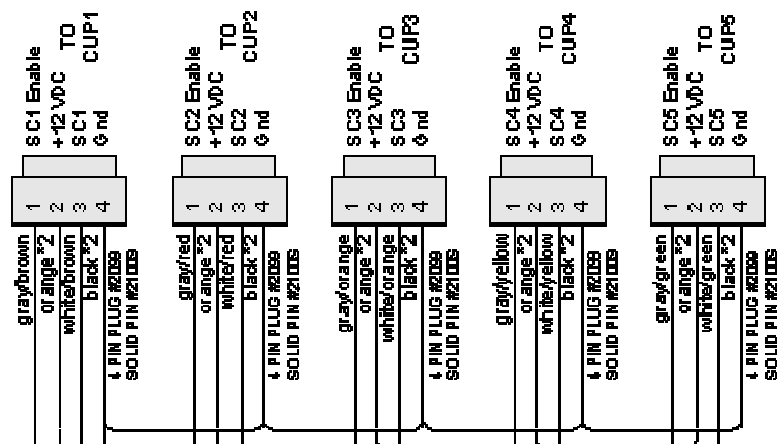 SC1 Enable
+12 VDC
SC1
Gnd
TO
CUP1
1 2 3 4
gray/brown
orange *2
white/brown
black *2
4 PIN PLUG #2099
SOLID PIN #2100S
SC2 Enable
+12 VDC
SC2
Gnd
TO
CUP2
1 2 3 4
gray/red
orange *2
white/red
black *2
4 PIN PLUG #2099
SOLID PIN #2100S
SC3 Enable
+12 VDC
SC3
Gnd
TO
CUP3
1 2 3 4
gray/orange
orange *2
white/orange
black *2
4 PIN PLUG #2099
SOLID PIN #2100S
SC4 Enable
+12 VDC
SC4
Gnd
TO
CUP4
1 2 3 4
gray/yellow
orange *2
white/yellow
black *2
4 PIN PLUG #2099
SOLID PIN #2100S
SC5 Enable
+12 VDC
SC5
Gnd
TO
CUP5
1 2 3 4
gray/green
orange *2
white/green
black *2
4 PIN PLUG #2099
SOLID PIN #2100S